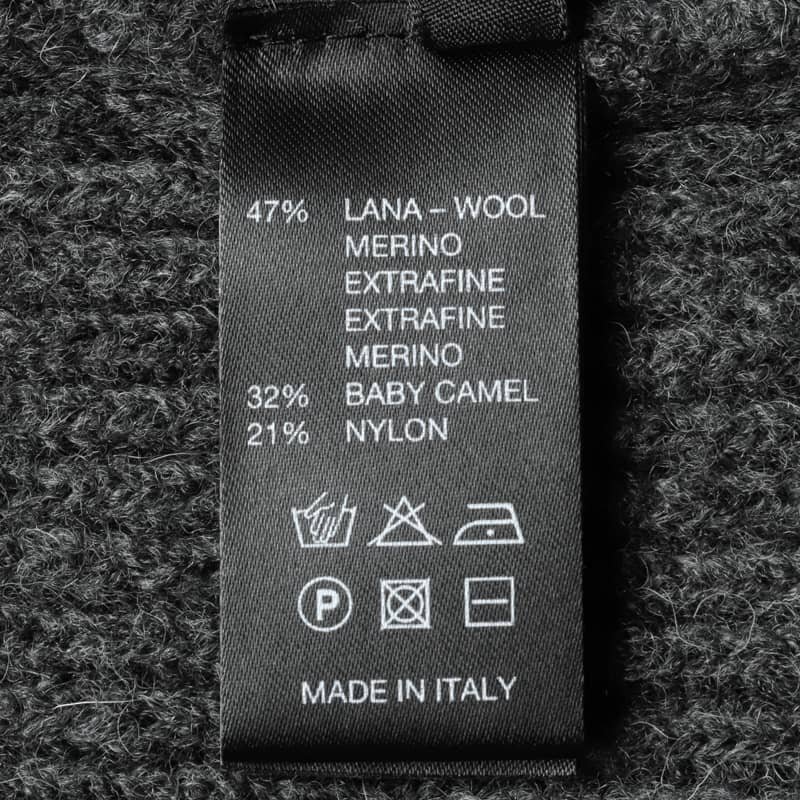 47% LANA – WOOL
MERINO
EXTRAFINE
EXTRAFINE
MERINO
32% BABY CAMEL
21% NYLON
P
MADE IN ITALY